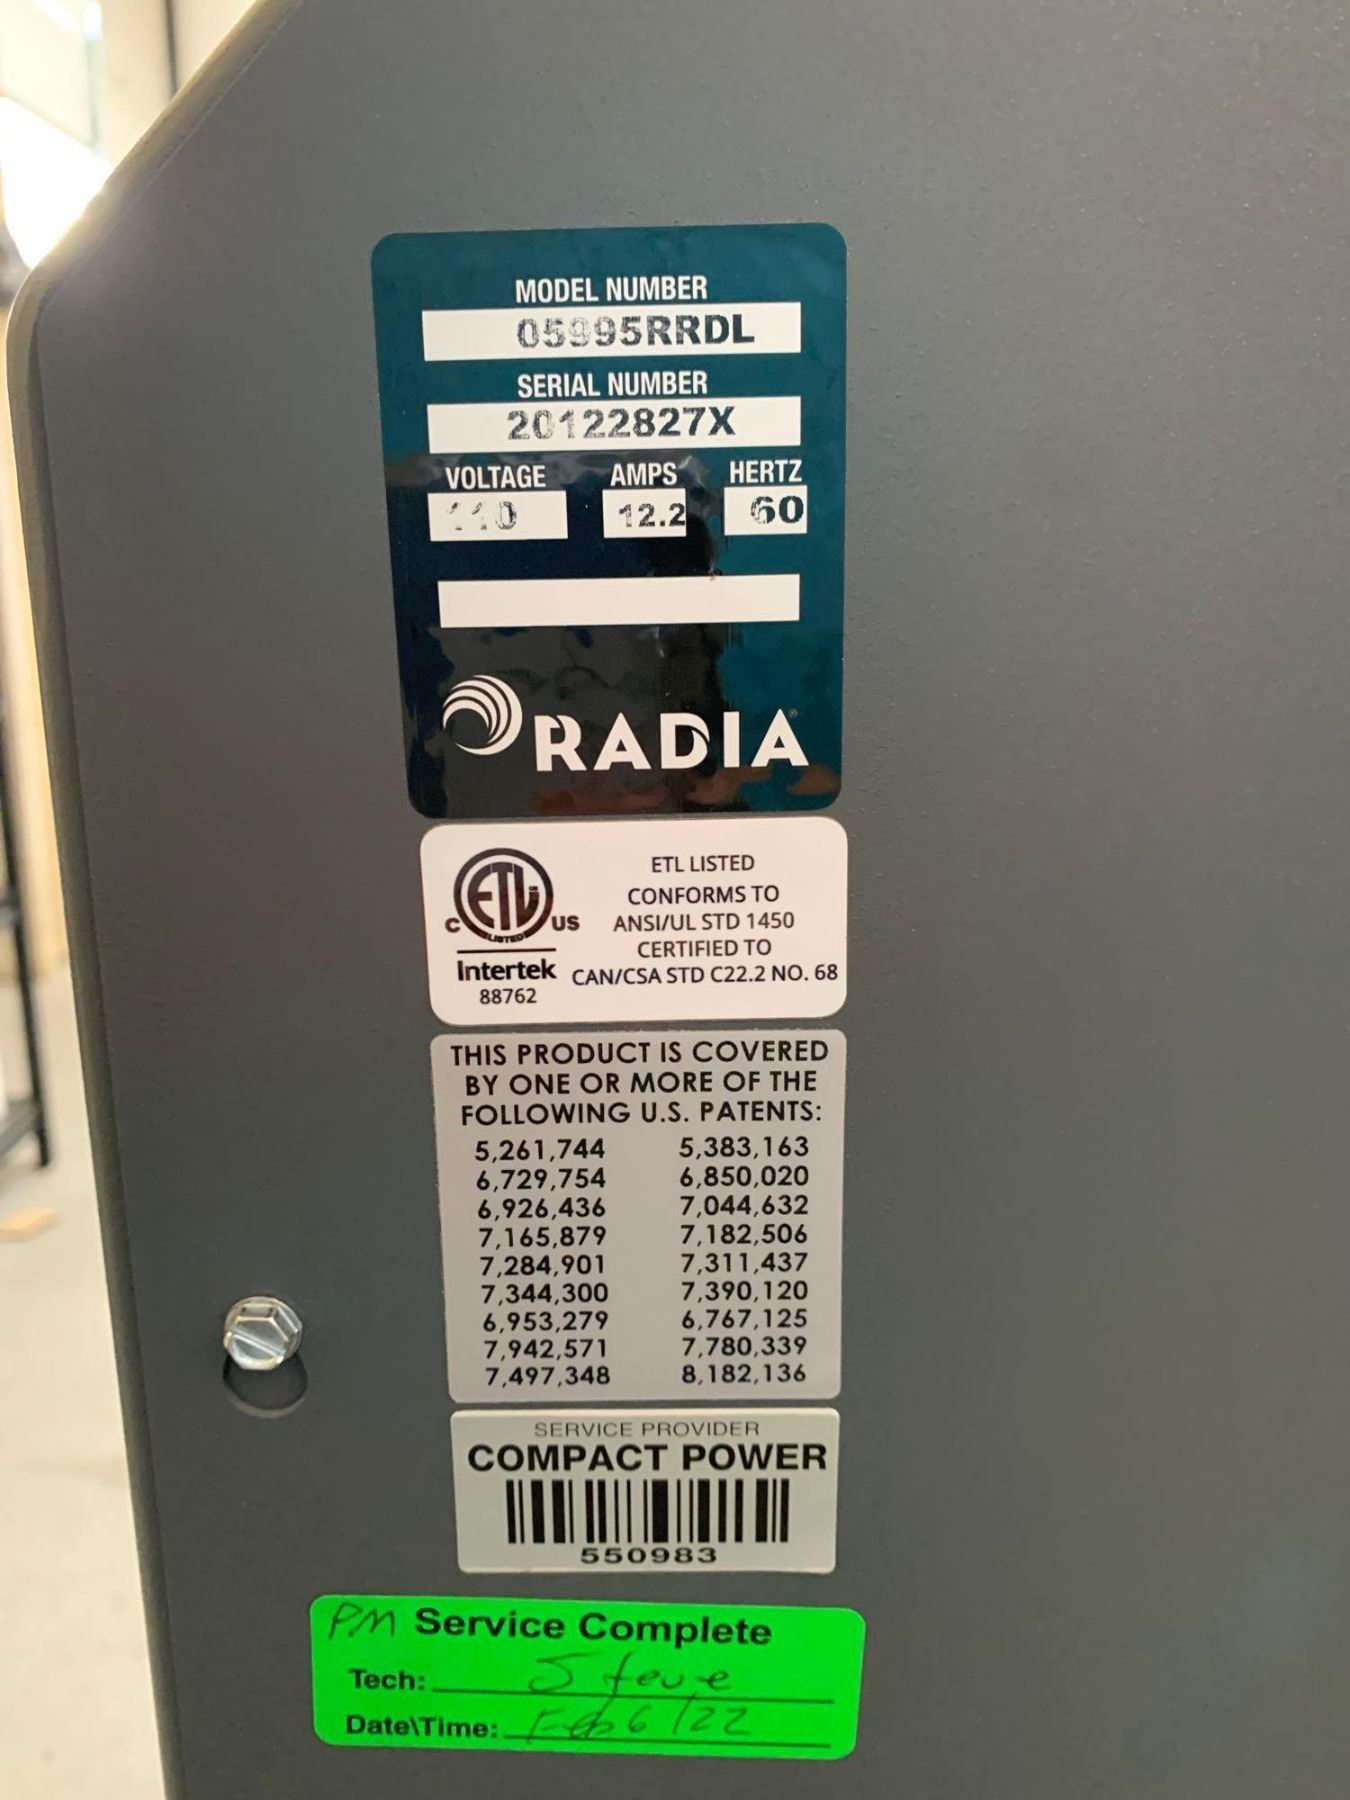 MODEL NUMBER
05995RRDL
SERIAL NUMBER
20122827X
VOLTAGE AMPS HERTZ
110 12.2 60
RADIA®
ETL LISTED
CONFORMS TO
ANSI/UL STD 1450
CERTIFIED TO
CAN/CSA STD C22.2 NO. 68
C ETL US
LISTED
Intertek
88762
THIS PRODUCT IS COVERED
BY ONE OR MORE OF THE
FOLLOWING U.S. PATENTS:
5,261,744 5,383,163
6,729,754 6,850,020
6,926,436 7,044,632
7,165,879 7,182,506
7,284,901 7,311,437
7,344,300 7,390,120
6,953,279 6,767,125
7,942,571 7,780,339
7,497,348 8,182,136
SERVICE PROVIDER
COMPACT POWER
550983
PM Service Complete
Tech: Steve
Date\Time: Feb 6/22